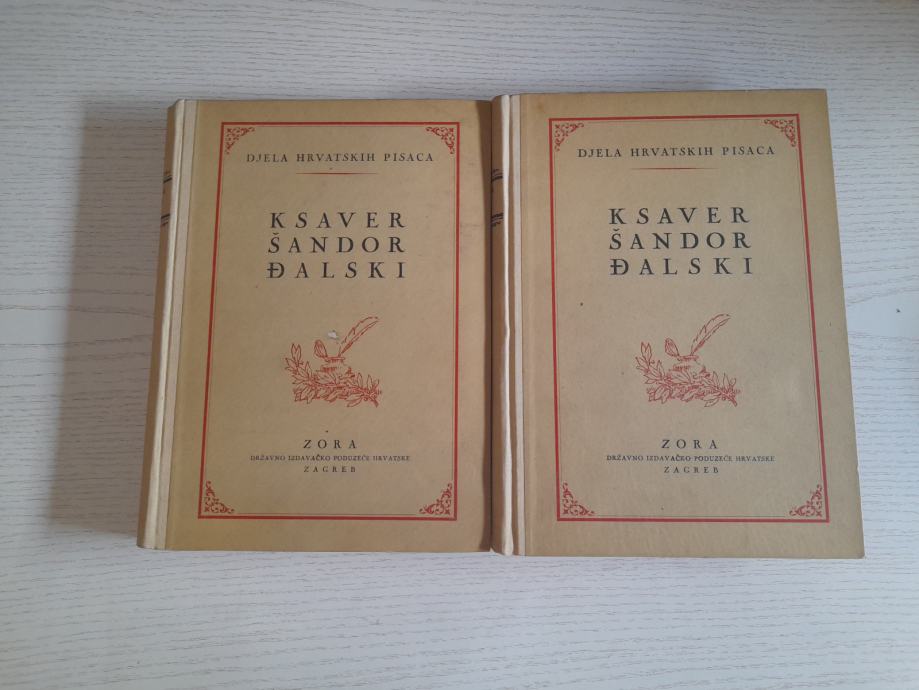 DJELA HRVATSKIH PISACA
KSAVER
ŠANDOR
ĐALSKI
ZORA
DRŽAVNO IZDAVAČKO PODUZEĆE HRVATSKE
ZAGREB
DJELA HRVATSKIH PISACA
KSAVER
ŠANDOR
ĐALSKI
ZORA
DRŽAVNO IZDAVAČKO PODUZEĆE HRVATSKE
ZAGREB